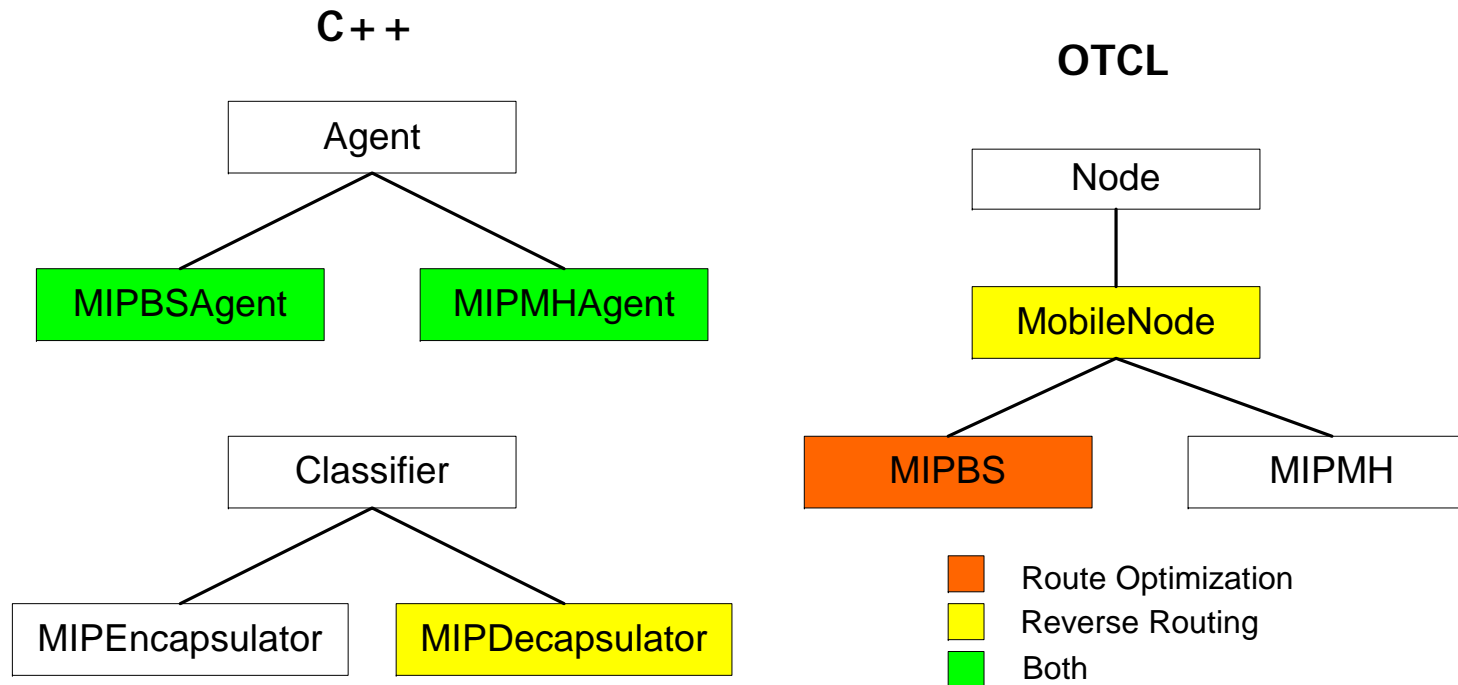 C++
Agent
MIPBSAgent
MIPMHAgent
Classifier
MIPEncapsulator
MIPDecapsulator
OTCL
Node
MobileNode
MIPBS
MIPMH
Route Optimization
Reverse Routing
Both